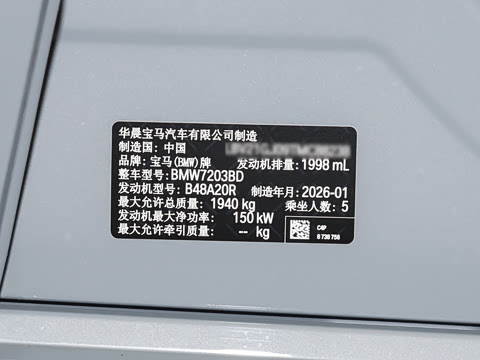 华晨宝马汽车有限公司制造
制造国：中国
品牌：宝马(BMW)牌 发动机排量：1998 mL
整车型号：BMW7203BD
发动机型号：B48A20R 制造年月：2026-01
最大允许总质量：1940 kg 乘坐人数：5
发动机最大净功率：150 kW
最大允许牵引质量：-- kg
C4P
8 738 756